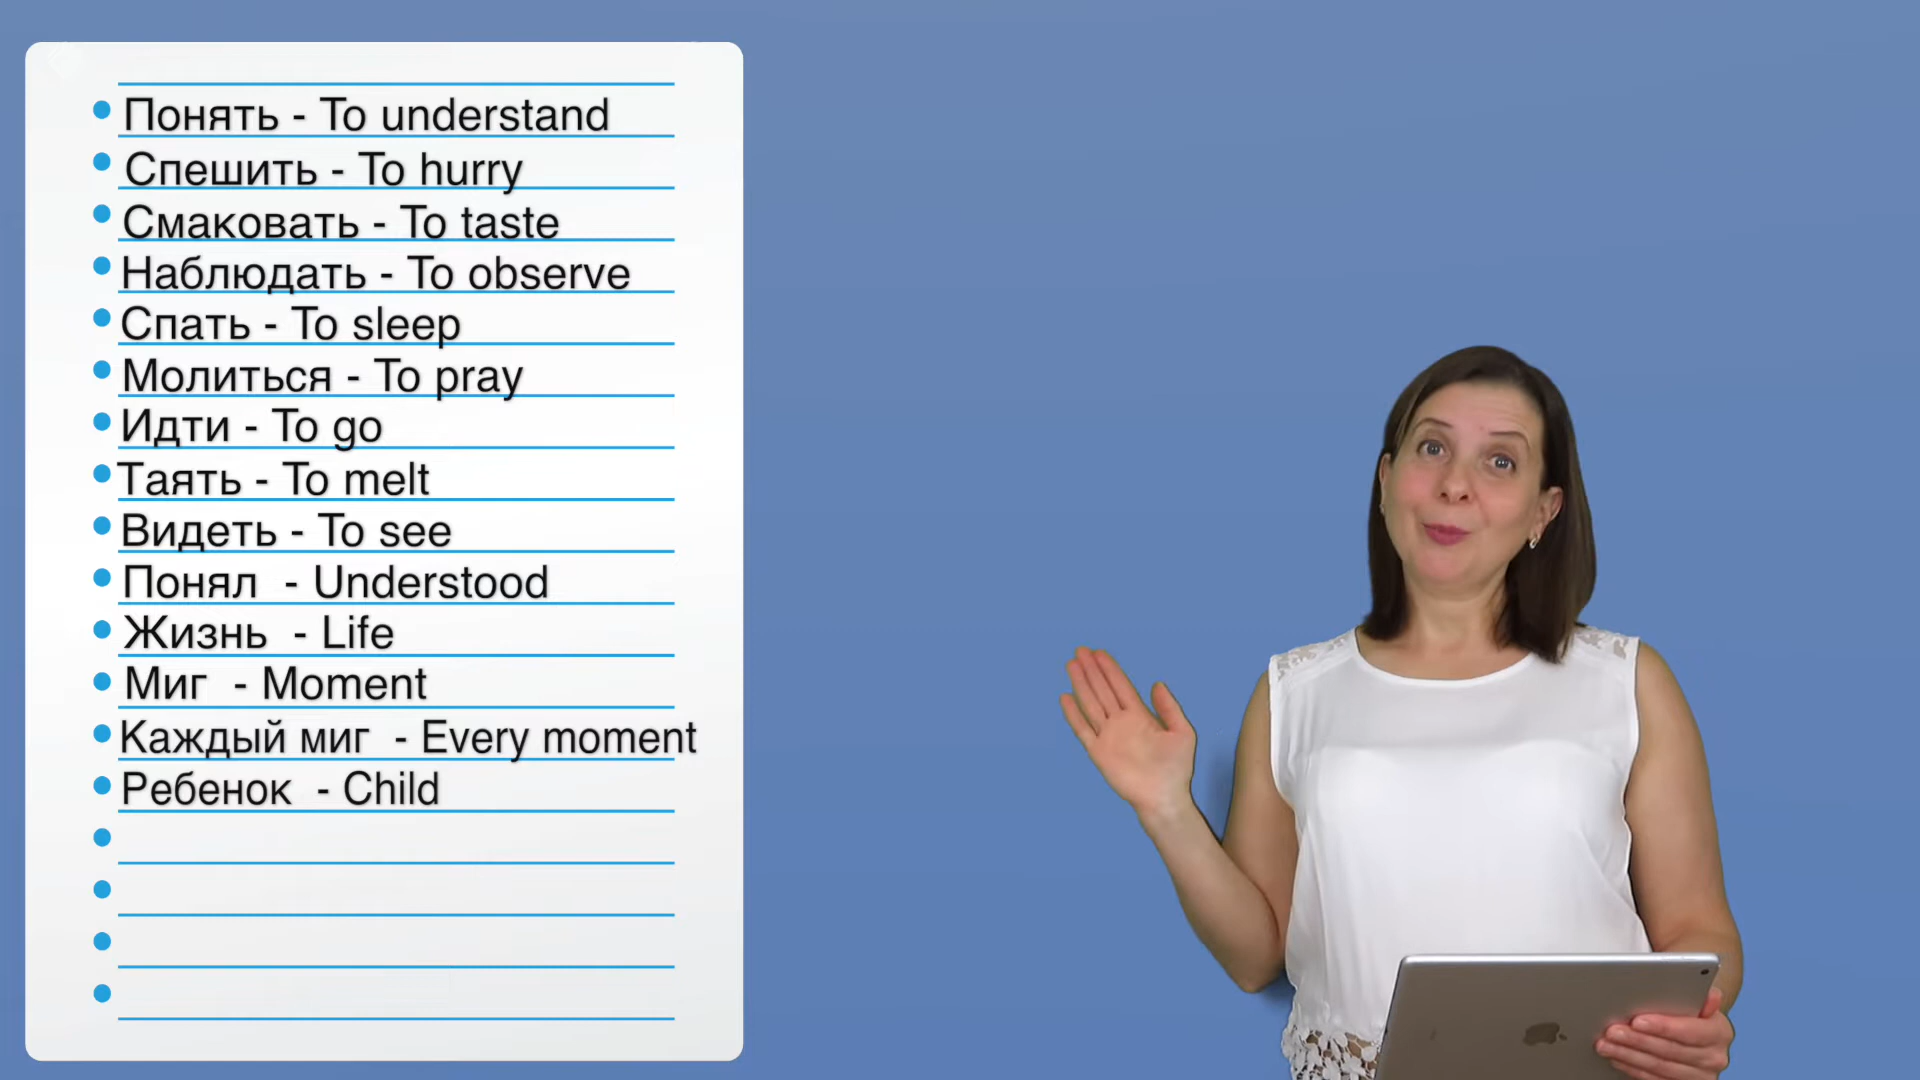 Понять - To understand
Спешить - To hurry
Смаковать - To taste
Наблюдать - To observe
Спать - To sleep
Молиться - To pray
Идти - To go
Таять - To melt
Видеть - To see
Понял - Understood
Жизнь - Life
Миг - Moment
Каждый миг - Every moment
Ребенок - Child